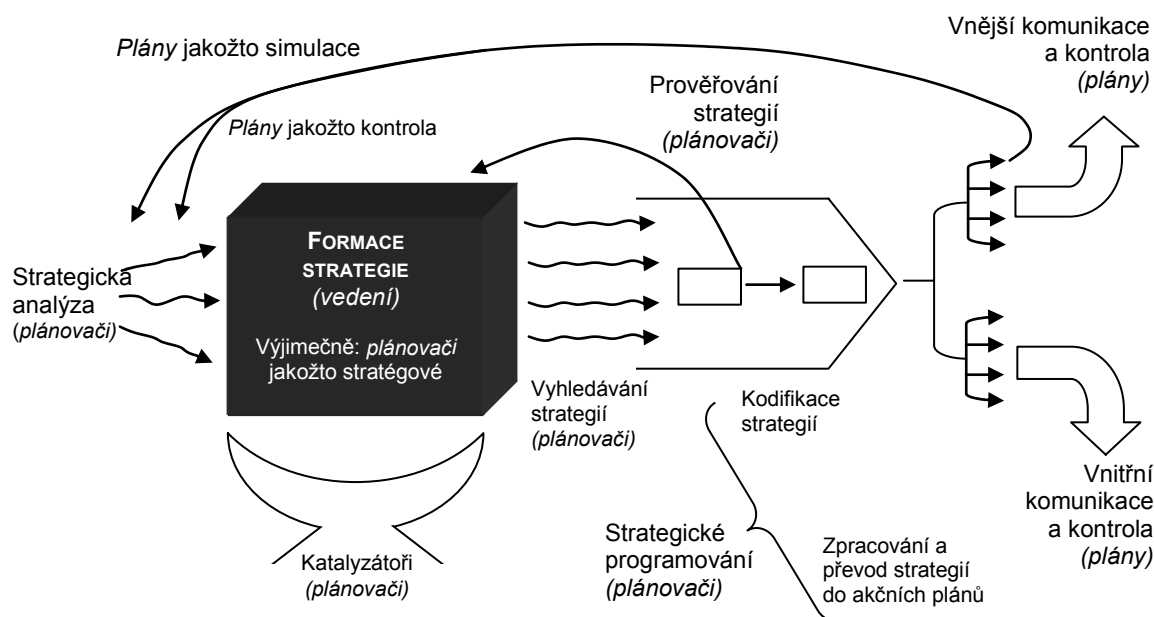 Plány jakožto simulace
Vnější komunikace
a kontrola
(plány)
Plány jakožto kontrola
Prověřování
strategií
(plánovači)
FORMACE
STRATEGIE
(vedení)
Výjimečně: plánovači
jakožto stratégové
Strategická
analýza
(plánovači)
Vyhledávání
strategií
(plánovači)
Kodifikace
strategií
Vnitřní
komunikace
a kontrola
(plány)
Katalyzátoři
(plánovači)
Strategické
programování
(plánovači)
Zpracování a
převod strategií
do akčních plánů